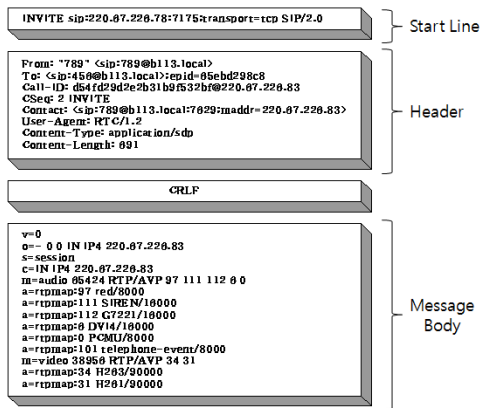 INVITE sip:220.67.226.78:7175;transport=tcp SIP/2.0
Start Line
From: "789" <sip:789@b113.local>
To: <sip:456@b113.local>;epid=65ebd298c8
Call-ID: d54fd29d2e2b31b9f532bf@220.67.226.83
CSeq: 2 INVITE
Contact: <sip:789@b113.local:7629;maddr=220.67.226.83>
User-Agent: RTC/1.2
Content-Type: application/sdp
Content-Length: 691
Header
CRLF
v=0
o=- 0 0 IN IP4 220.67.226.83
s=session
c=IN IP4 220.67.226.83
m=audio 65424 RTP/AVP 97 111 112 6 0
a=rtpmap:97 red/8000
a=rtpmap:111 SIREN/16000
a=rtpmap:112 G7221/16000
a=rtpmap:6 DVI4/16000
a=rtpmap:0 PCMU/8000
a=rtpmap:101 telephone-event/8000
m=video 38956 RTP/AVP 34 31
a=rtpmap:34 H263/90000
a=rtpmap:31 H261/90000
Message
Body